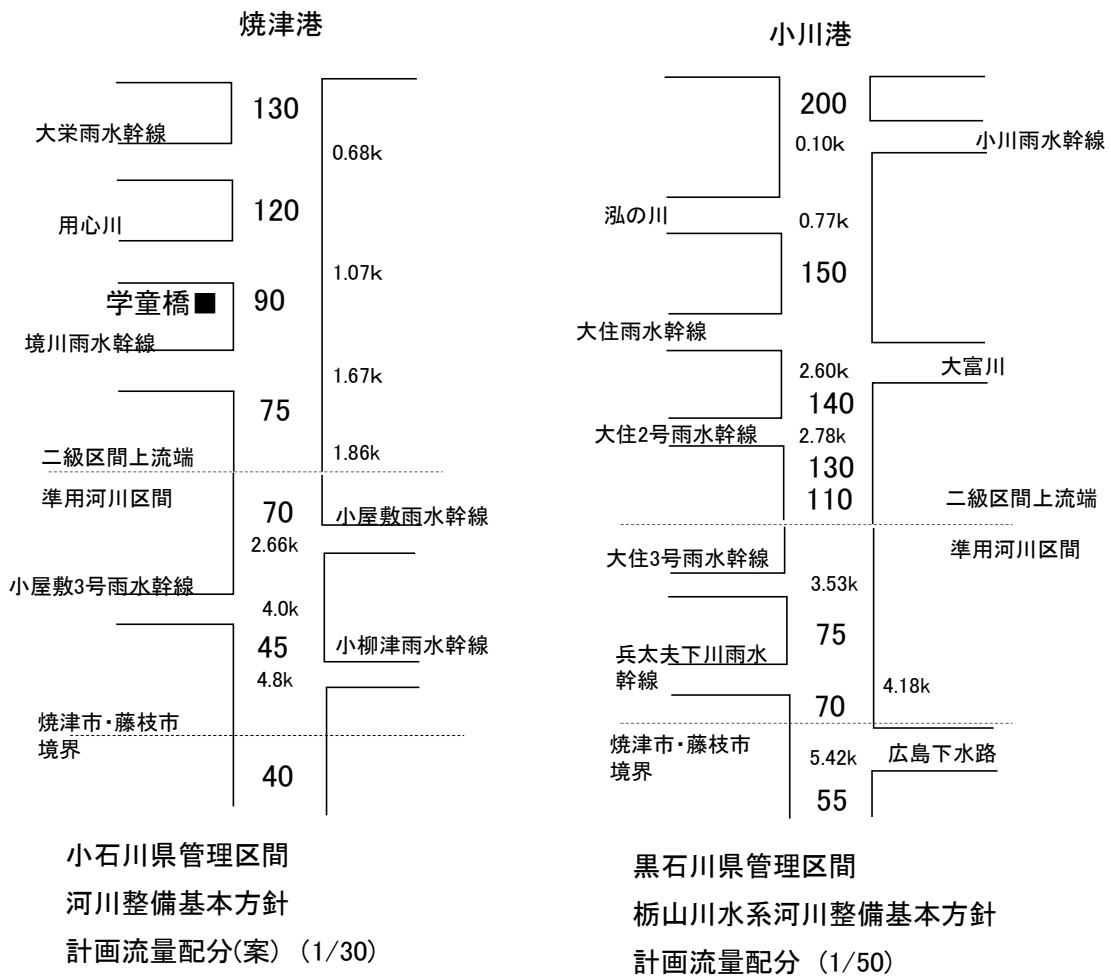 焼津港
130
大栄雨水幹線
0.68k
120
用心川
1.07k
学童橋■
90
境川雨水幹線
1.67k
75
二級区間上流端
1.86k
準用河川区間
70
小屋敷雨水幹線
2.66k
小屋敷3号雨水幹線
4.0k
45
小柳津雨水幹線
4.8k
焼津市・藤枝市
境界
40
小石川県管理区間
河川整備基本方針
計画流量配分(案) (1/30)
小川港
200
0.10k
小川雨水幹線
泓の川
0.77k
150
大住雨水幹線
2.60k
大富川
140
大住2号雨水幹線
2.78k
130
110
二級区間上流端
準用河川区間
大住3号雨水幹線
3.53k
75
兵太夫下川雨水
幹線
4.18k
70
焼津市・藤枝市
境界
5.42k
広島下水路
55
黒石川県管理区間
栃山川水系河川整備基本方針
計画流量配分 (1/50)